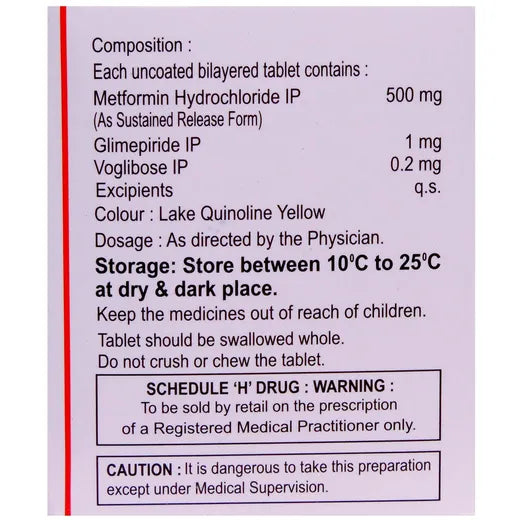 Composition :
Each uncoated bilayered tablet contains :
Metformin Hydrochloride IP 500 mg
(As Sustained Release Form)
Glimepiride IP 1 mg
Voglibose IP 0.2 mg
Excipients q.s.
Colour : Lake Quinoline Yellow
Dosage : As directed by the Physician.
Storage: Store between 10⁰C to 25⁰C
at dry & dark place.
Keep the medicines out of reach of children.
Tablet should be swallowed whole.
Do not crush or chew the tablet.
SCHEDULE 'H' DRUG : WARNING :
To be sold by retail on the prescription
of a Registered Medical Practitioner only.
CAUTION : It is dangerous to take this preparation
except under Medical Supervision.